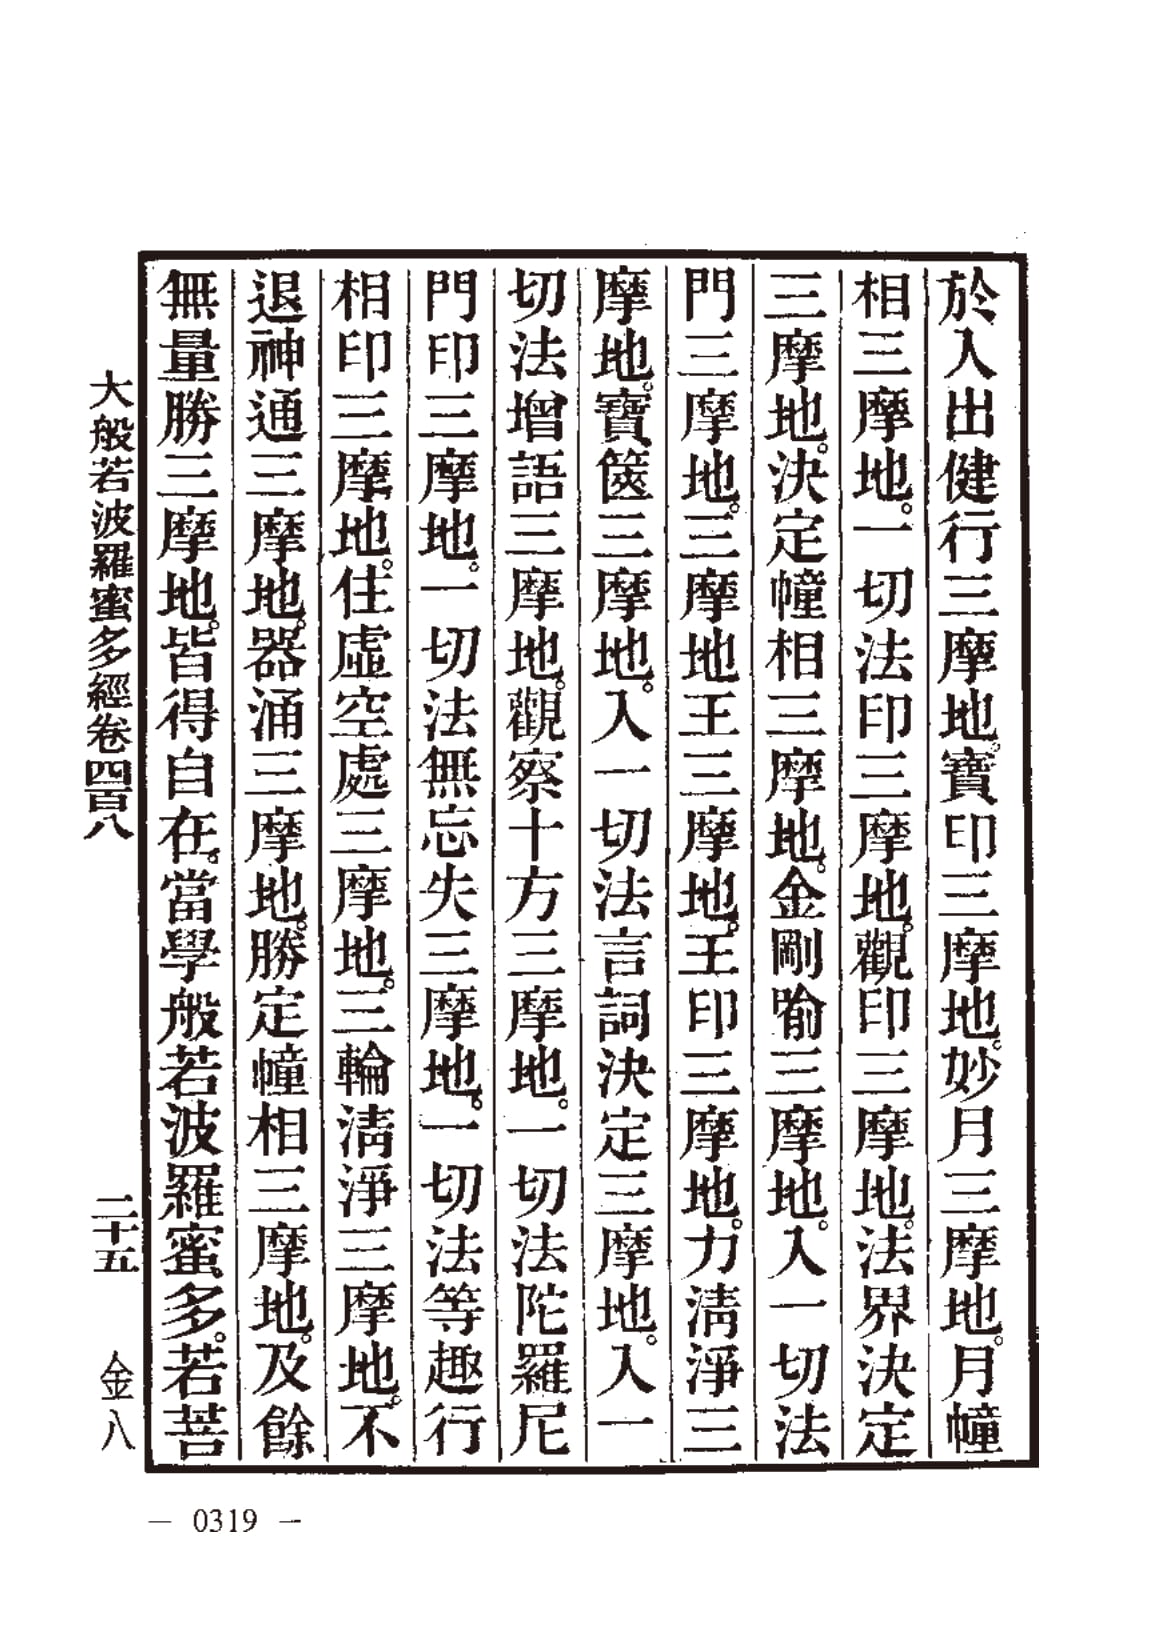 於入出健行三摩地。寶印三摩地。妙月三摩地。月幢
相三摩地。一切法印三摩地。觀印三摩地。法界決定
三摩地。決定幢相三摩地。金剛喻三摩地。入一切法
門三摩地。三摩地王三摩地。王印三摩地。力清淨三
摩地。寶篋三摩地。入一切法言詞決定三摩地。入一
切法增語三摩地。觀察十方三摩地。一切法陀羅尼
門印三摩地。一切法無忘失三摩地。一切法等趣行
相印三摩地。住虛空處三摩地。三輪清淨三摩地。不
退神通三摩地。器涌三摩地。勝定幢相三摩地。及餘
無量勝三摩地。皆得自在。當學般若波羅蜜多。若菩
大般若波羅蜜多經卷四百八 二十五 金八
— 0319 —